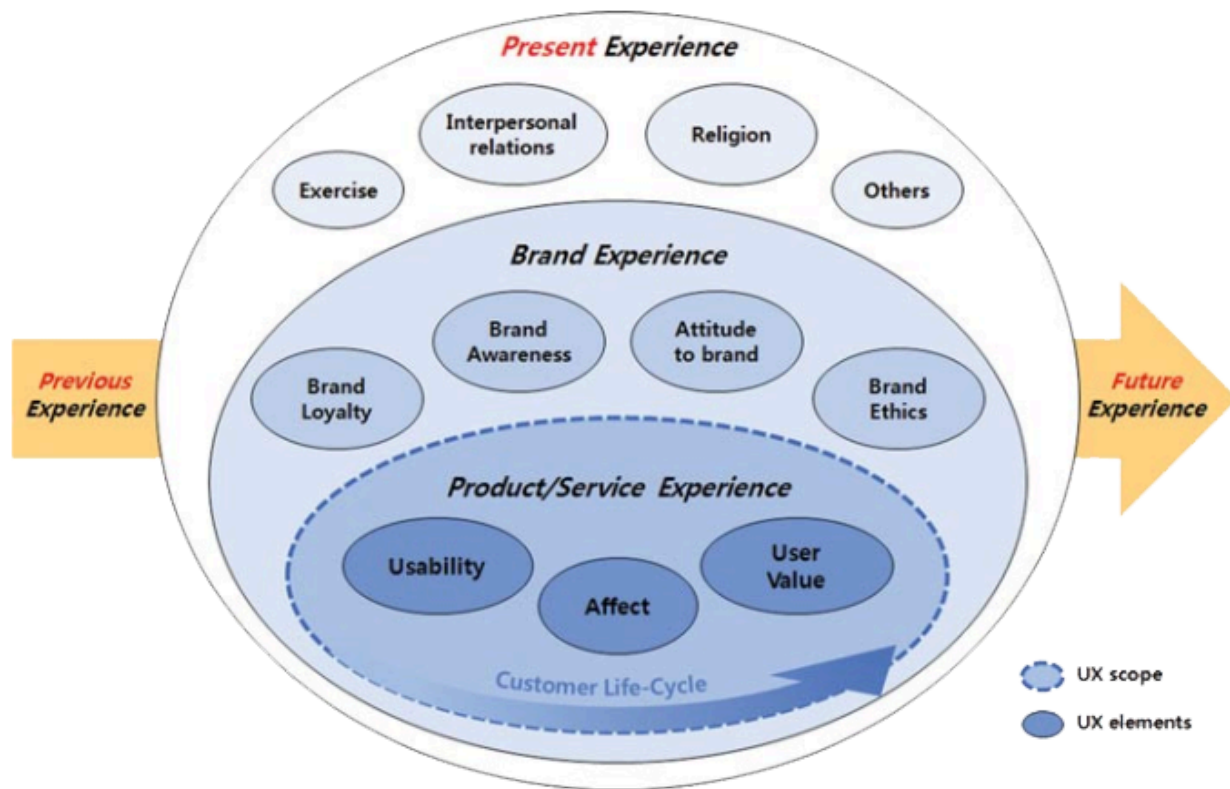 Present Experience
Interpersonal
relations
Religion
Exercise
Others
Brand Experience
Brand
Awareness
Attitude
to brand
Brand
Loyalty
Brand
Ethics
Previous
Experience
Future
Experience
Product/Service Experience
Usability
Affect
User
Value
Customer Life-Cycle
UX scope
UX elements